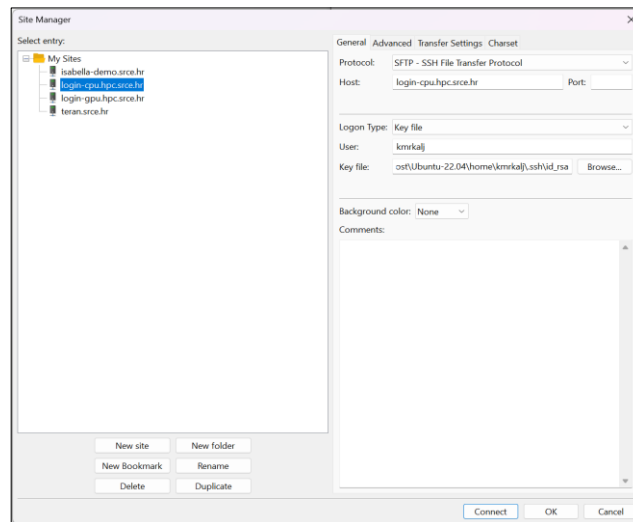 Site Manager
Select entry:
My Sites
isabella-demo.srce.hr
login-cpu.hpc.srce.hr
login-gpu.hpc.srce.hr
teran.srce.hr
New site New folder
New Bookmark Rename
Delete Duplicate
General Advanced Transfer Settings Charset
Protocol: SFTP - SSH File Transfer Protocol
Host: login-cpu.hpc.srce.hr Port:
Logon Type: Key file
User: kmrkalj
Key file: ost\Ubuntu-22.04\home\kmrkalj\.ssh\id_rsa Browse...
Background color: None
Comments:
Connect OK Cancel